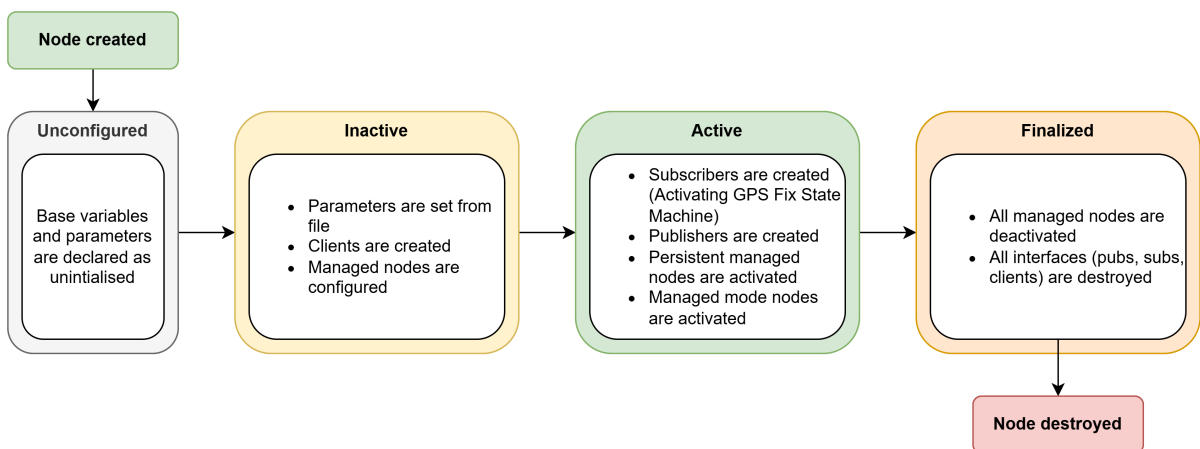 Node created
Unconfigured
Base variables
and parameters
are declared as
unintialised
Inactive
• Parameters are set from
file
• Clients are created
• Managed nodes are
configured
Active
• Subscribers are created
(Activating GPS Fix State
Machine)
• Publishers are created
• Persistent managed
nodes are activated
• Managed mode nodes
are activated
Finalized
• All managed nodes are
deactivated
• All interfaces (pubs, subs,
clients) are destroyed
Node destroyed